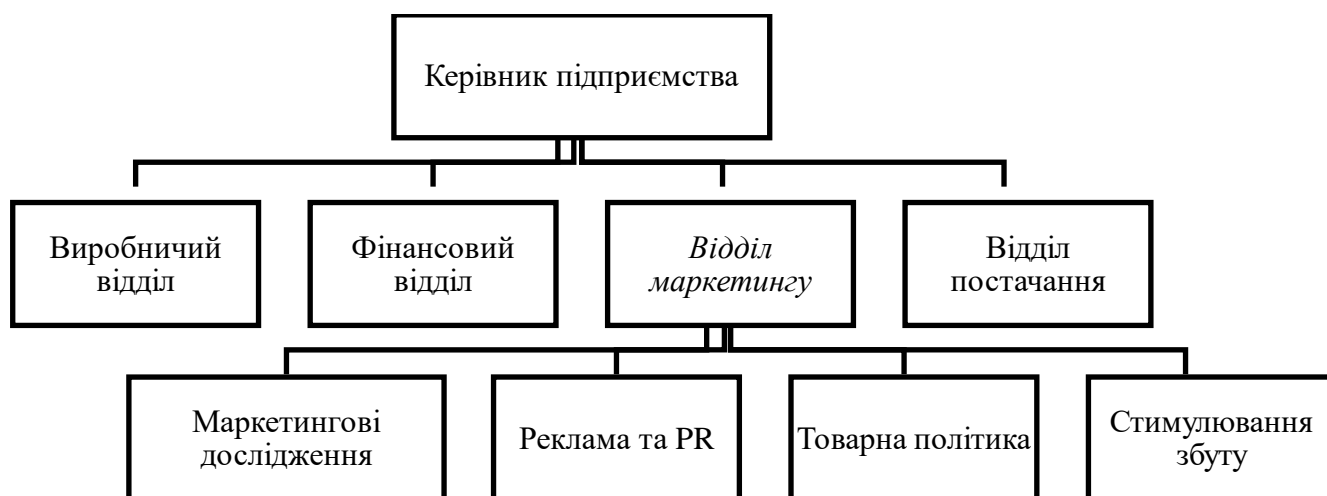 Керівник підприємства
Виробничий
відділ
Фінансовий
відділ
Відділ
маркетингу
Відділ
постачання
Маркетингові
дослідження
Реклама та PR
Товарна політика
Стимулювання
збуту